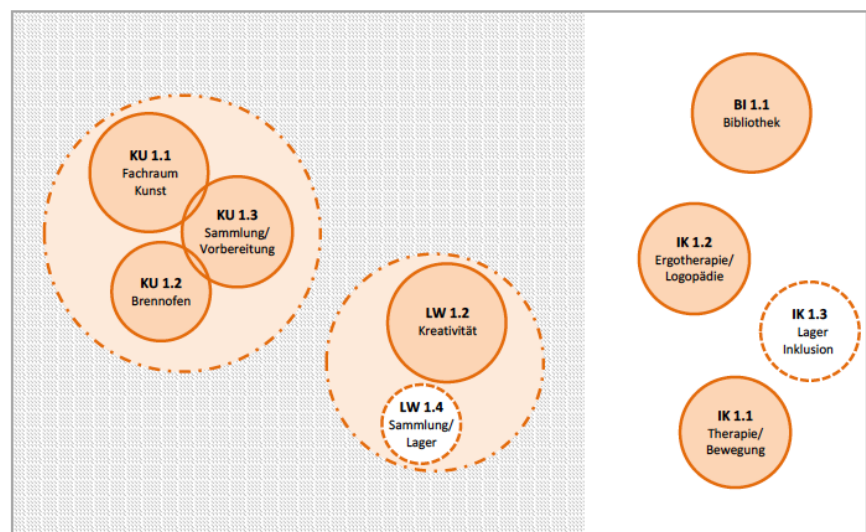 KU 1.1
Fachraum
Kunst
KU 1.3
Sammlung/
Vorbereitung
KU 1.2
Brennofen
LW 1.2
Kreativität
LW 1.4
Sammlung/
Lager
BI 1.1
Bibliothek
IK 1.2
Ergotherapie/
Logopädie
IK 1.3
Lager
Inklusion
IK 1.1
Therapie/
Bewegung